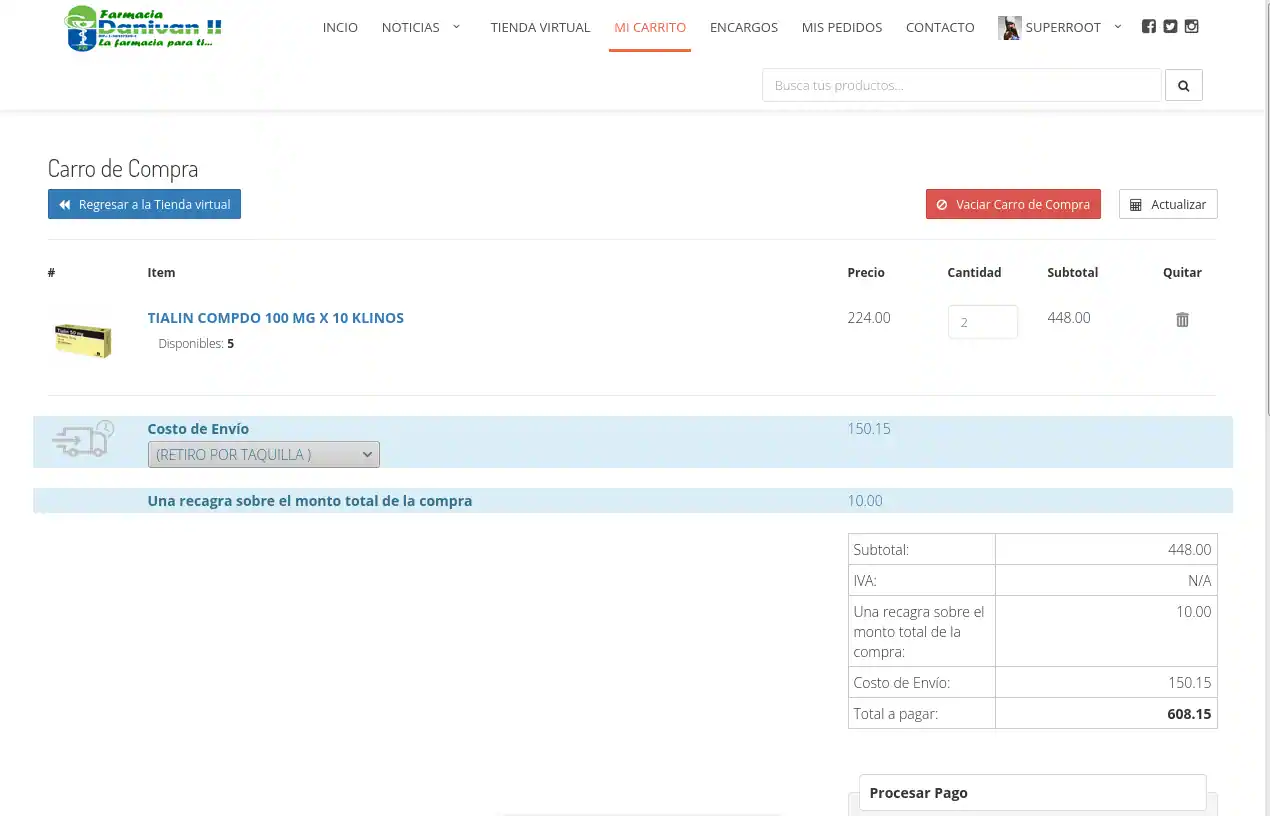 Farmacia
Danivan II
La farmacia para ti...
INCIO NOTICIAS TIENDA VIRTUAL MI CARRITO ENCARGOS MIS PEDIDOS CONTACTO SUPERROOT
Busca tus productos...
Carro de Compra
Regresar a la Tienda virtual Vaciar Carro de Compra Actualizar
# Item Precio Cantidad Subtotal Quitar
TIALIN COMPDO 100 MG X 10 KLINOS 224.00 2 448.00
Disponibles: 5
Costo de Envío 150.15
(RETIRO POR TAQUILLA )
Una recagra sobre el monto total de la compra 10.00
Subtotal: 448.00
IVA: N/A
Una recagra sobre el 10.00
monto total de la
compra:
Costo de Envío: 150.15
Total a pagar: 608.15
Procesar Pago